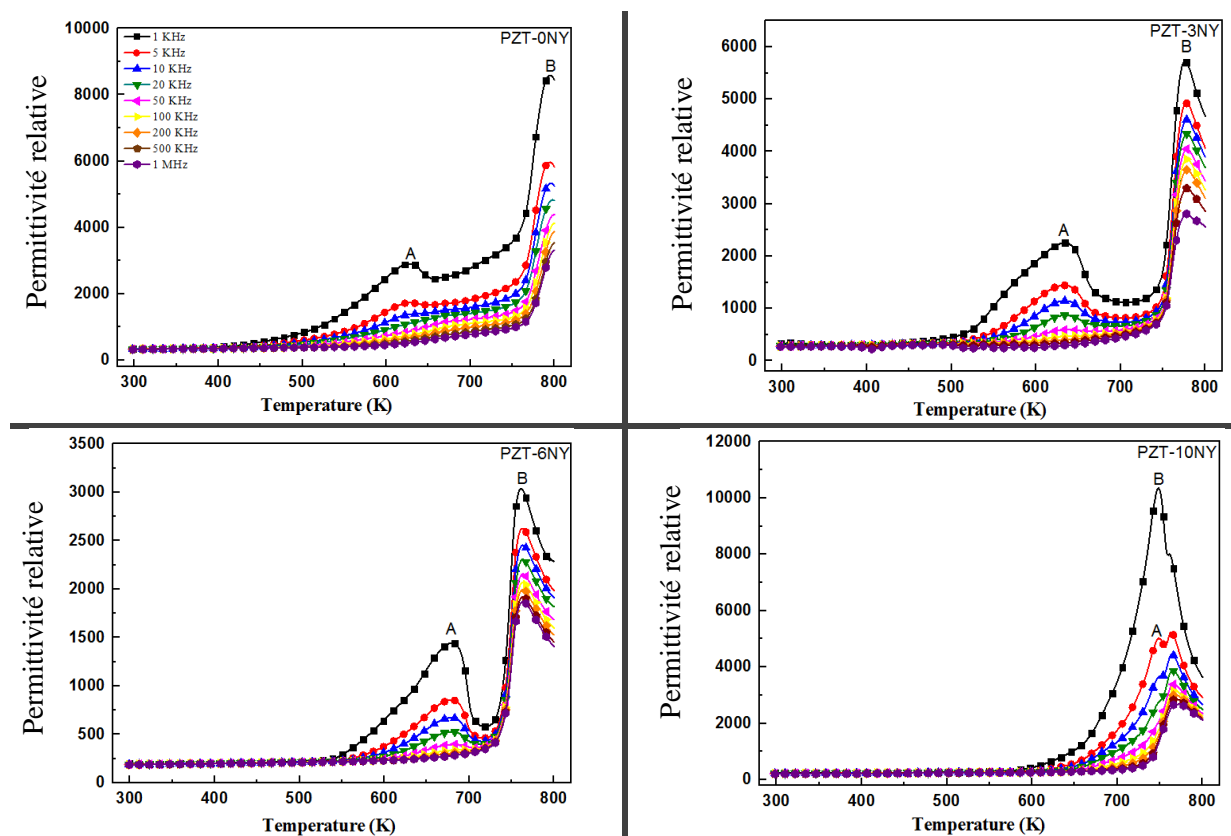 PZT-0NY
10000
8000
6000
4000
2000
0
Permittivité relative
1 KHz
5 KHz
10 KHz
20 KHz
50 KHz
100 KHz
200 KHz
500 KHz
1 MHz
A
B
300 400 500 600 700 800
Temperature (K)
PZT-3NY
6000
5000
4000
3000
2000
1000
0
Permittivité relative
A
B
300 400 500 600 700 800
Temperature (K)
PZT-6NY
3500
3000
2500
2000
1500
1000
500
0
Permittivité relative
A
B
300 400 500 600 700 800
Temperature (K)
PZT-10NY
12000
10000
8000
6000
4000
2000
0
Permittivité relative
B
A
300 400 500 600 700 800
Temperature (K)